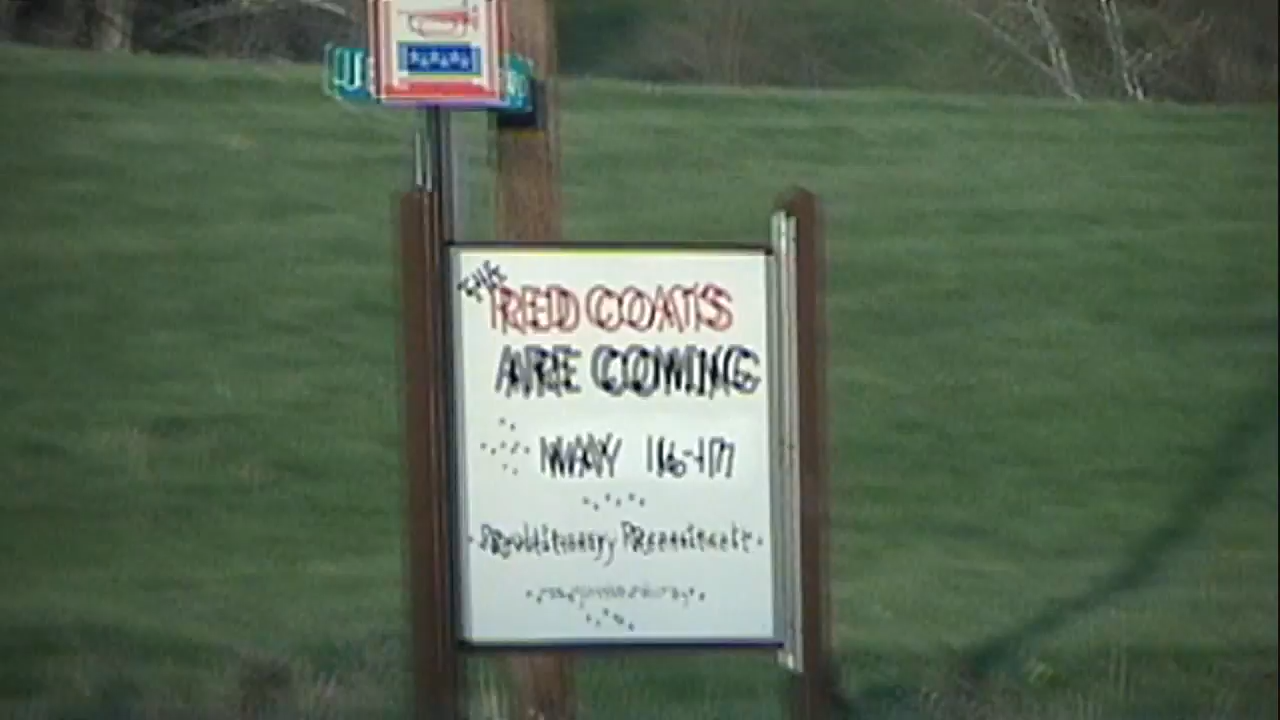 THE
RED COATS
ARE COMING
MAY 16-17
Revolutionary Reenactment